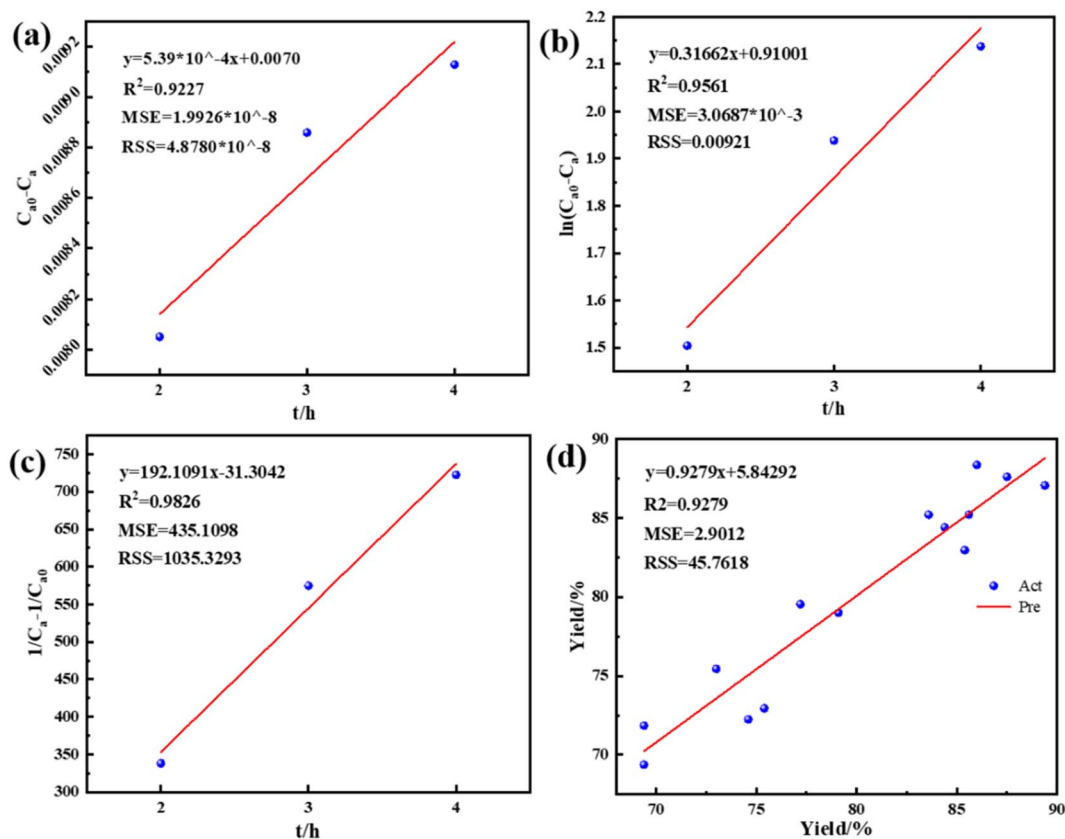 (a)
y=5.39*10^-4x+0.0070
R²=0.9227
MSE=1.9926*10^-8
RSS=4.8780*10^-8
0.0092
0.0090
0.0088
0.0086
0.0084
0.0082
0.0080
Ca0-Ca
2
3
4
t/h
(b)
y=0.31662x+0.91001
R²=0.9561
MSE=3.0687*10^-3
RSS=0.00921
2.2
2.1
2.0
1.9
1.8
1.7
1.6
1.5
ln(Ca0-Ca)
2
3
4
t/h
(c)
y=192.1091x-31.3042
R²=0.9826
MSE=435.1098
RSS=1035.3293
750
700
650
600
550
500
450
400
350
300
1/Ca-1/Ca0
2
3
4
t/h
(d)
y=0.9279x+5.84292
R2=0.9279
MSE=2.9012
RSS=45.7618
Act
Pre
90
85
80
75
70
Yield/%
70
75
80
85
90
Yield/%